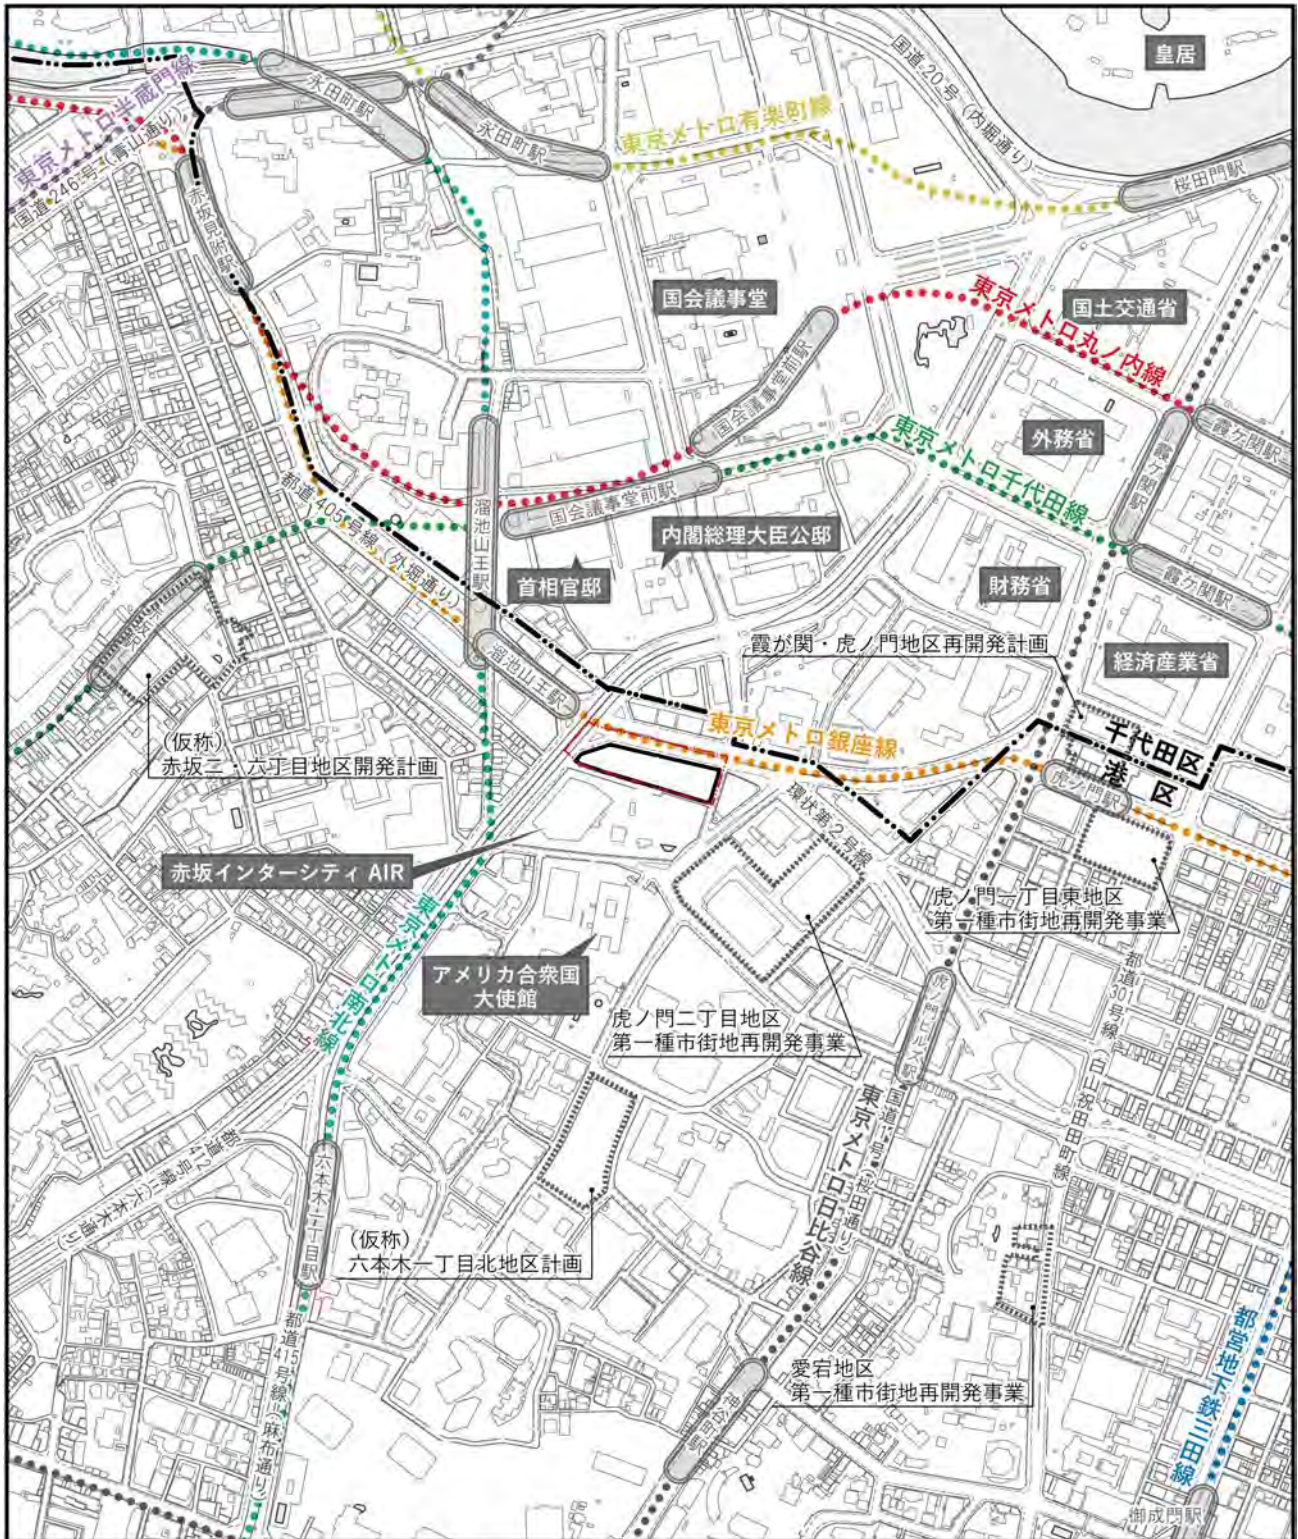 皇居
国道20号(内堀通り)
永田町駅
永田町駅
東京メトロ半蔵門線
国道246号(青山通り)
東京メトロ有楽町線
桜田門駅
赤坂見附駅
国会議事堂
東京メトロ丸ノ内線
国土交通省
国会議事堂前駅
外務省
霞ケ関駅
霞ケ関駅
東京メトロ千代田線
都道405号線(外堀通り)
溜池山王駅
国会議事堂前駅
内閣総理大臣公邸
首相官邸
財務省
霞ケ関駅
霞が関・虎ノ門地区再開発計画
経済産業省
溜池山王駅
(仮称)
赤坂二・六丁目地区開発計画
東京メトロ銀座線
千代田区
港区
虎ノ門駅
環状第2号線
赤坂インターシティAIR
虎ノ門一丁目東地区
第一種市街地再開発事業
東京メトロ南北線
アメリカ合衆国
大使館
虎ノ門二丁目地区
第一種市街地再開発事業
虎ノ門ヒルズ駅
都道301号線
白山祝田田町線
東京メトロ日比谷線
都道412号線(六本木通り)
六本木一丁目駅
(仮称)
六本木一丁目北地区計画
都道415号線(麻布通り)
愛宕地区
第一種市街地再開発事業
神谷町駅
都営地下鉄三田線
御成門駅